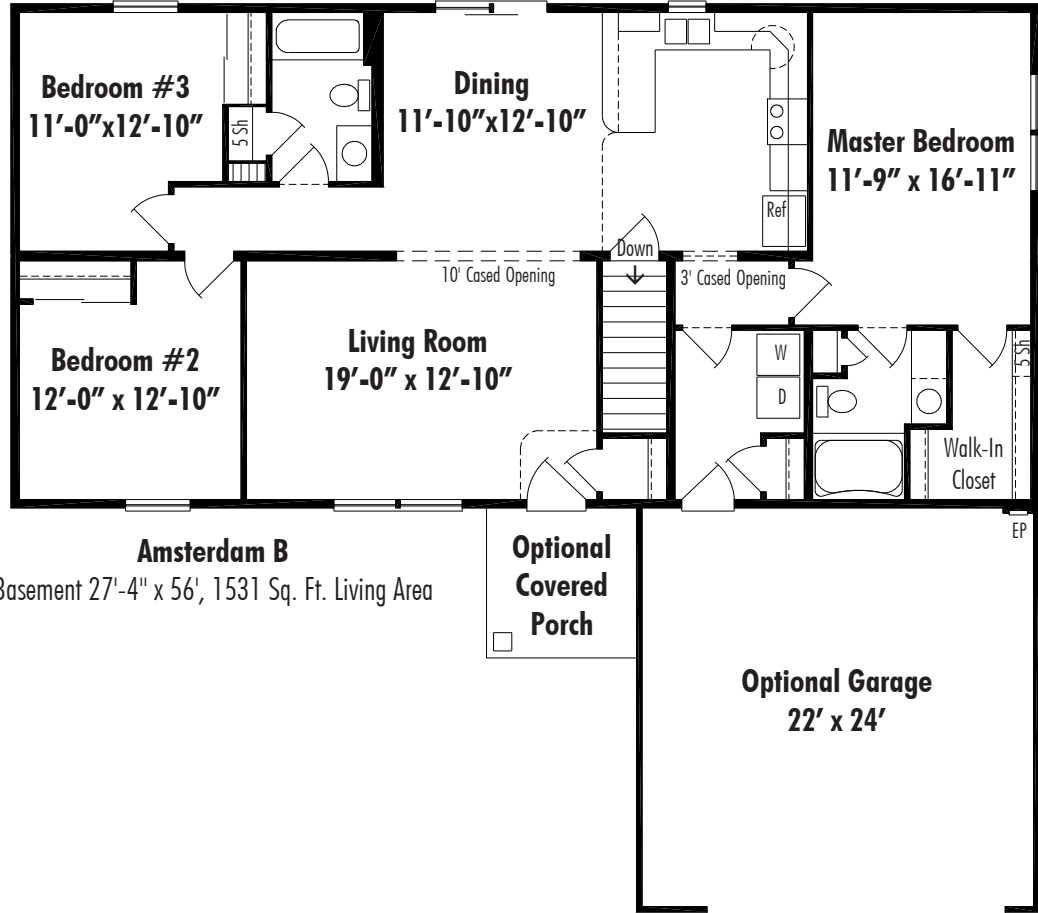 Bedroom #3
11’-0”x12’-10”
5 Sh
Dining
11’-10”x12’-10”
Master Bedroom
11’-9” x 16’-11”
Ref
Down
10' Cased Opening
3' Cased Opening
Bedroom #2
12’-0” x 12’-10”
Living Room
19’-0” x 12’-10”
W
D
5 Sh
Walk-In
Closet
EP
Amsterdam B
Basement 27'-4" x 56', 1531 Sq. Ft. Living Area
Optional
Covered
Porch
Optional Garage
22’ x 24’